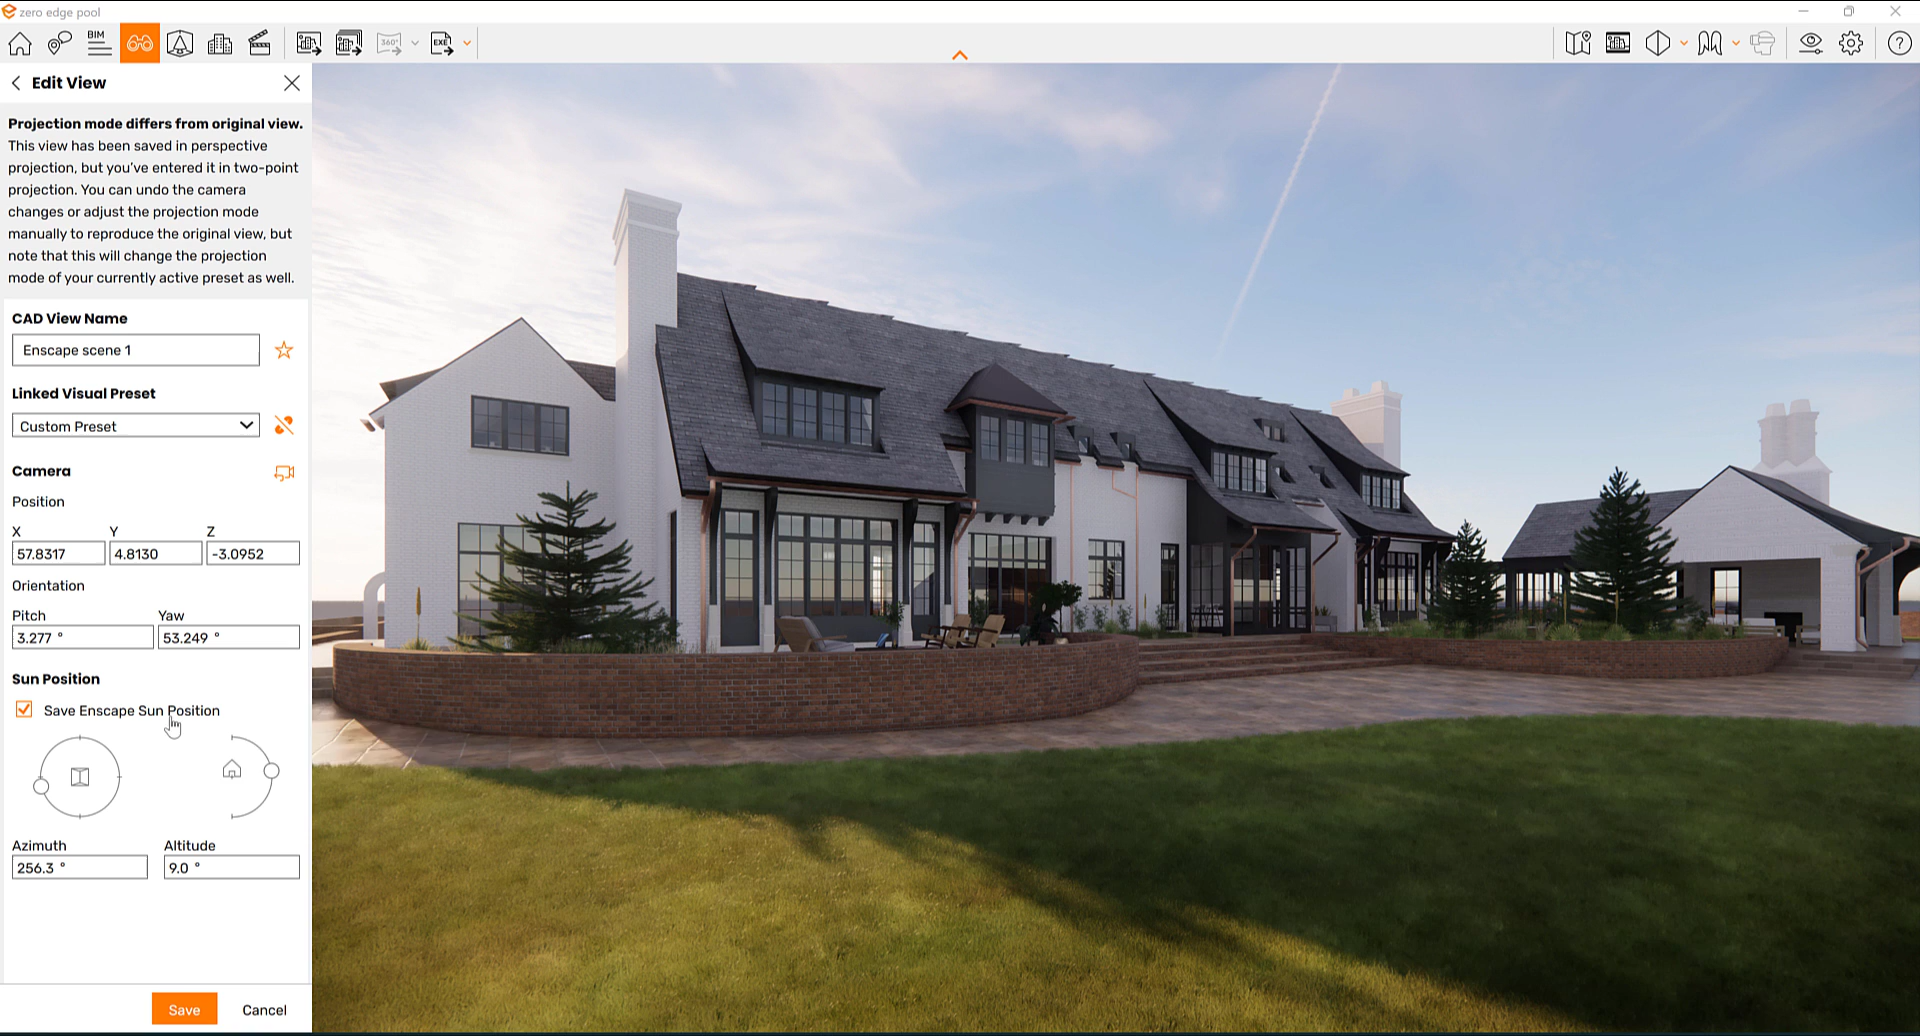 zero edge pool
BIM
360°
EXE
Edit View
Projection mode differs from original view.
This view has been saved in perspective
projection, but you've entered it in two-point
projection. You can undo the camera
changes or adjust the projection mode
manually to reproduce the original view, but
note that this will change the projection
mode of your currently active preset as well.
CAD View Name
Enscape scene 1
Linked Visual Preset
Custom Preset
Camera
Position
X Y Z
57.8317 4.8130 -3.0952
Orientation
Pitch Yaw
3.277 ° 53.249 °
Sun Position
Save Enscape Sun Position
Azimuth Altitude
256.3 ° 9.0 °
Save Cancel